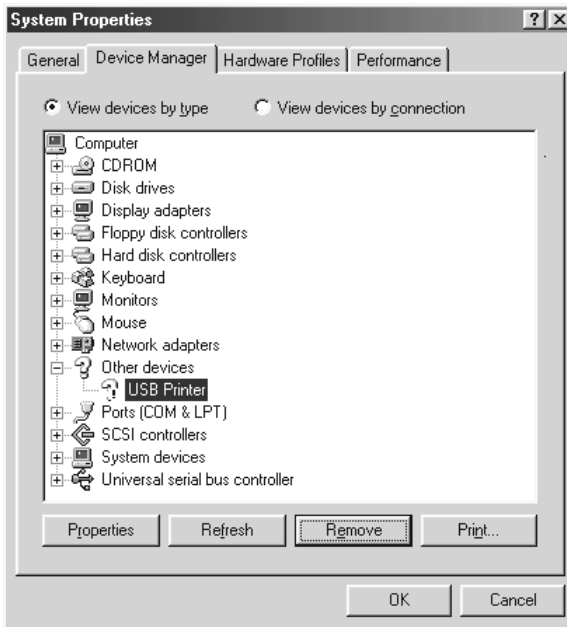 System Properties
General Device Manager Hardware Profiles Performance
View devices by type View devices by connection
Computer
CDROM
Disk drives
Display adapters
Floppy disk controllers
Hard disk controllers
Keyboard
Monitors
Mouse
Network adapters
Other devices
USB Printer
Ports (COM & LPT)
SCSI controllers
System devices
Universal serial bus controller
Properties Refresh Remove Print...
OK Cancel